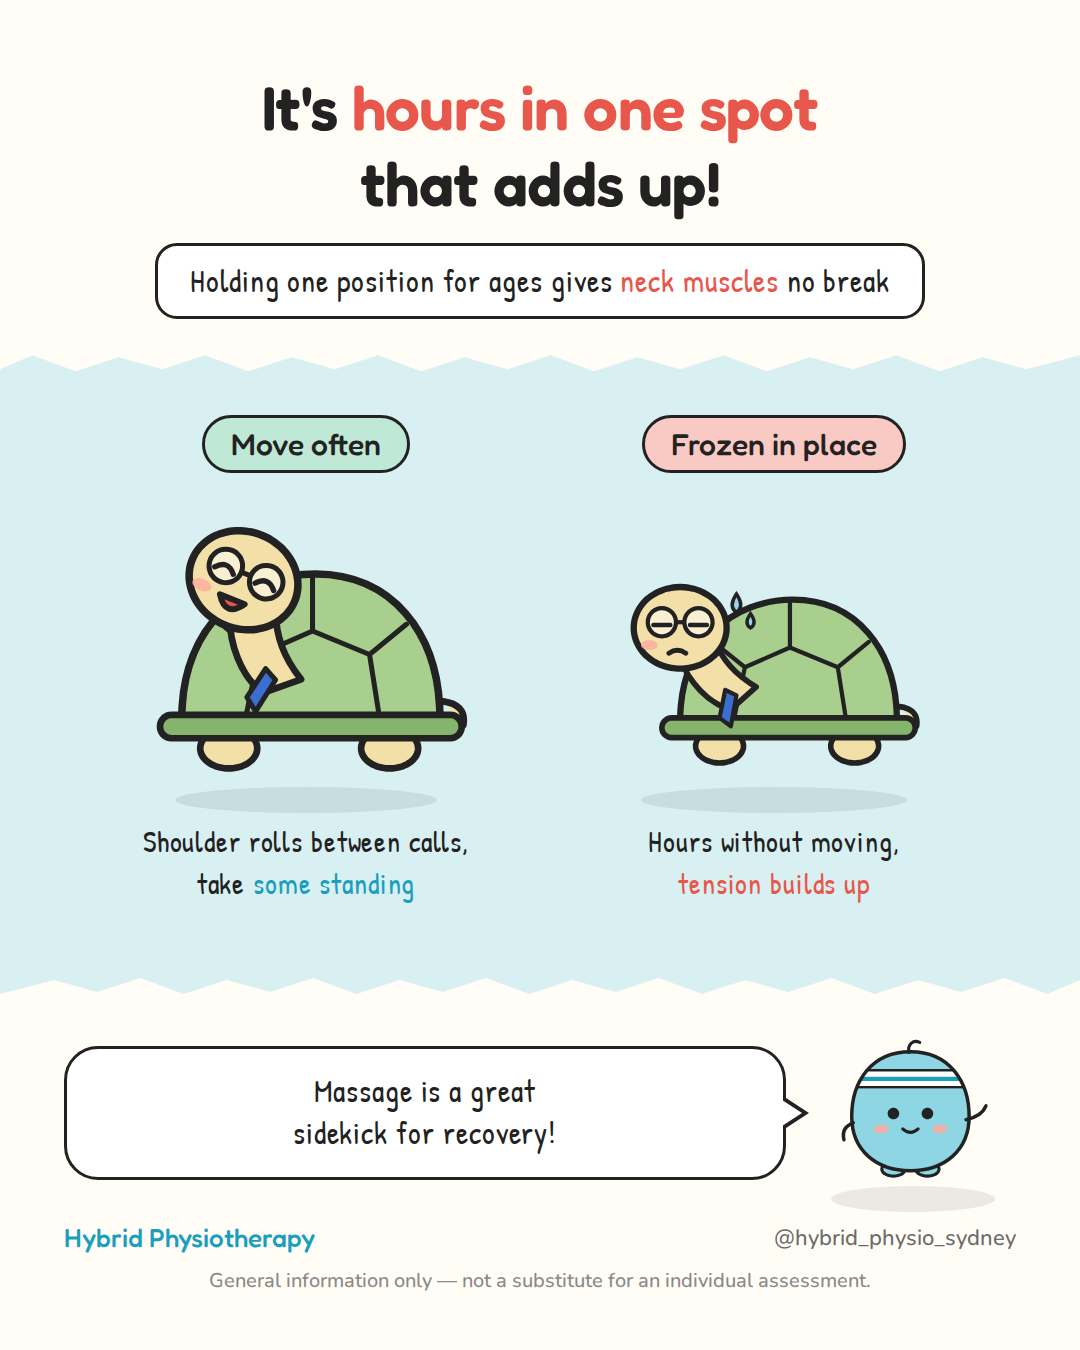 It's hours in one spot
that adds up!
Holding one position for ages gives neck muscles no break
Move often
Frozen in place
Shoulder rolls between calls,
take some standing
Hours without moving,
tension builds up
Massage is a great
sidekick for recovery!
Hybrid Physiotherapy
@hybrid_physio_sydney
General information only — not a substitute for an individual assessment.